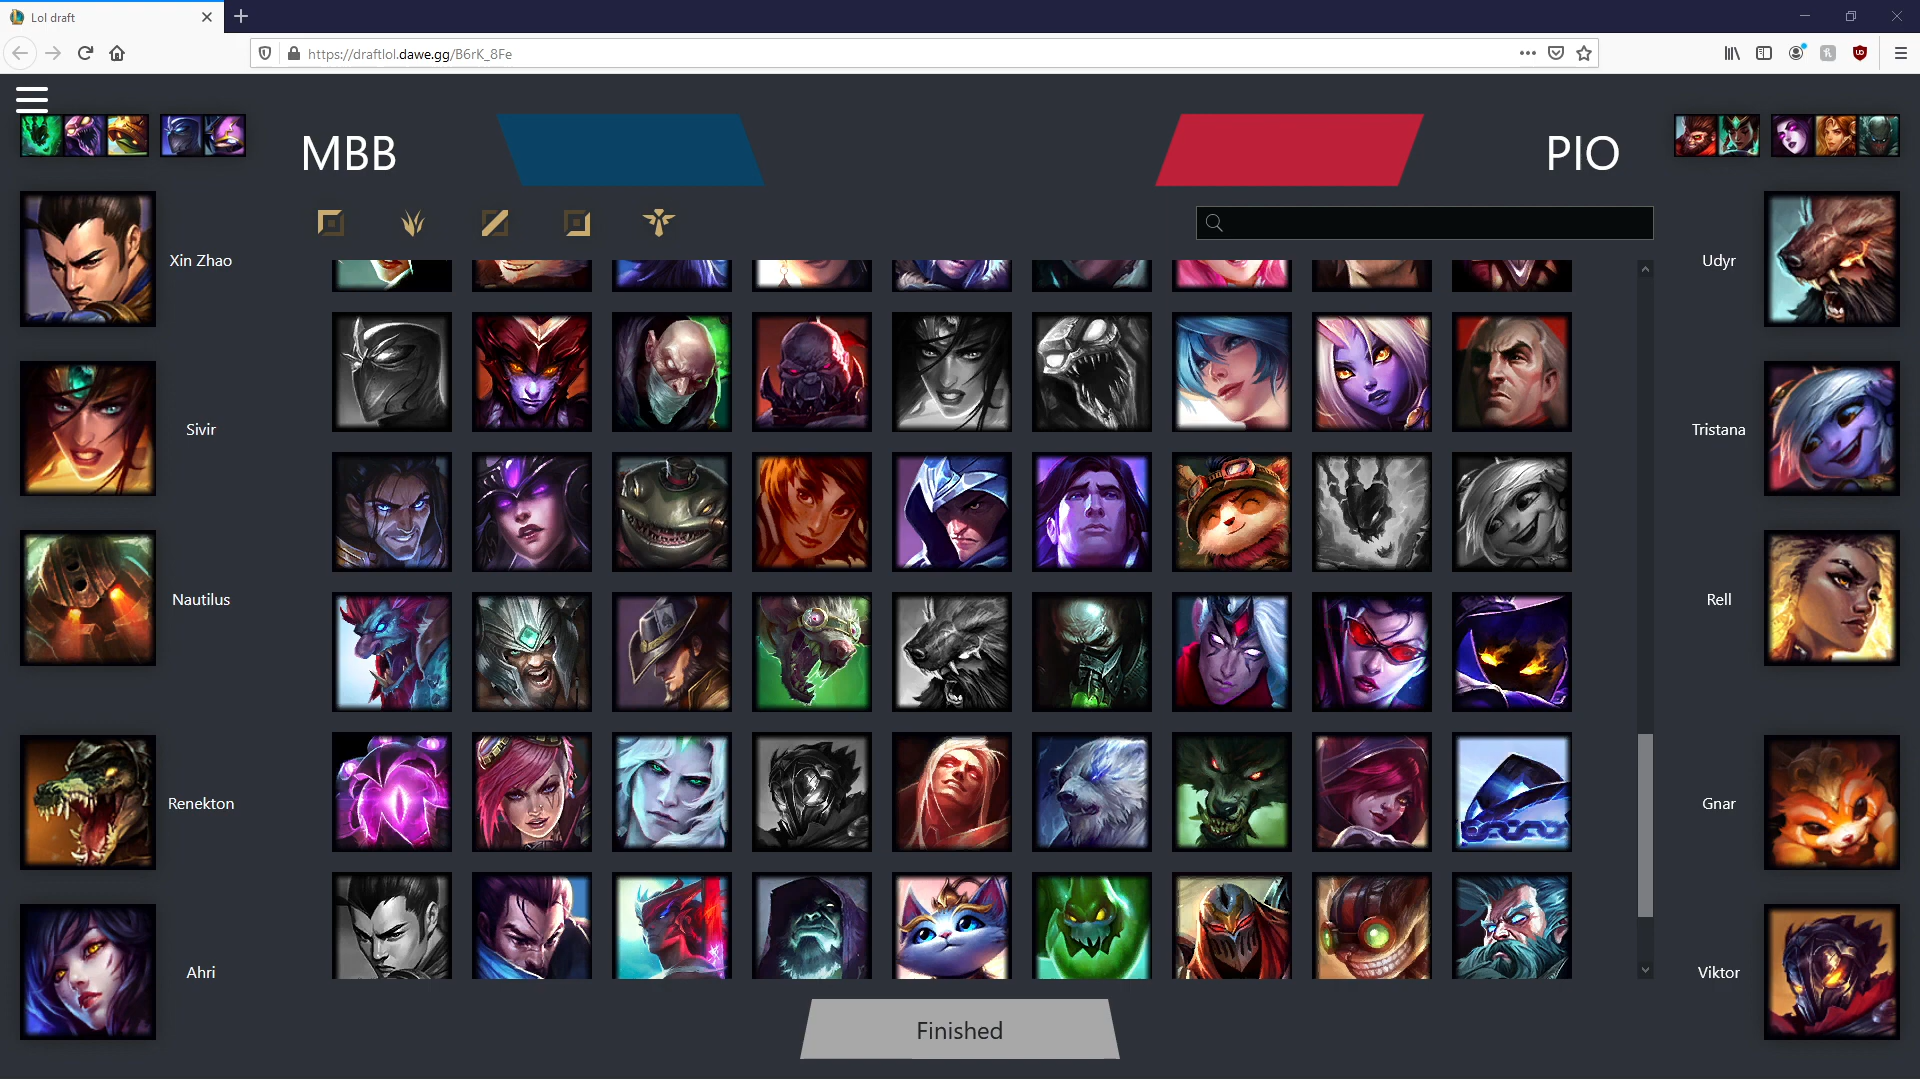 Lol draft
https://draftlol.dawe.gg/B6rK_8Fe
MBB
PIO
Xin Zhao
Udyr
Sivir
Tristana
Nautilus
Rell
Renekton
Gnar
Ahri
Viktor
Finished